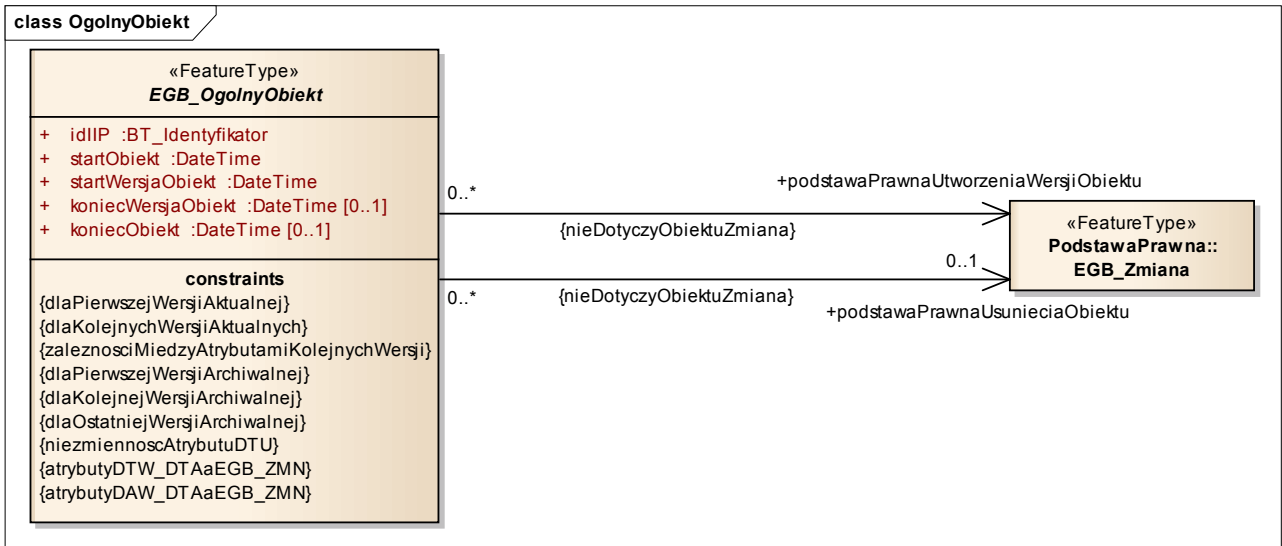 class OgolnyObiekt
«FeatureType»
EGB_OgolnyObiekt
+ idIIP :BT_Identyfikator
+ startObiekt :DateTime
+ startWersjaObiekt :DateTime
+ koniecWersjaObiekt :DateTime [0..1]
+ koniecObiekt :DateTime [0..1]
constraints
{dlaPierwszejWersjiAktualnej}
{dlaKolejnychWersjiAktualnych}
{zaleznosciMiedzyAtrybutamiKolejnychWersji}
{dlaPierwszejWersjiArchiwalnej}
{dlaKolejnejWersjiArchiwalnej}
{dlaOstatniejWersjiArchiwalnej}
{niezmiennoscAtrybutuDTU}
{atrybutyDTW_DTAaEGB_ZMN}
{atrybutyDAW_DTAaEGB_ZMN}
0..*
+podstawaPrawnaUtworzeniaWersjiObiektu
{nieDotyczyObiektuZmiana}
0..1
0..*
{nieDotyczyObiektuZmiana}
+podstawaPrawnaUsunieciaObiektu
«FeatureType»
PodstawaPrawna::
EGB_Zmiana